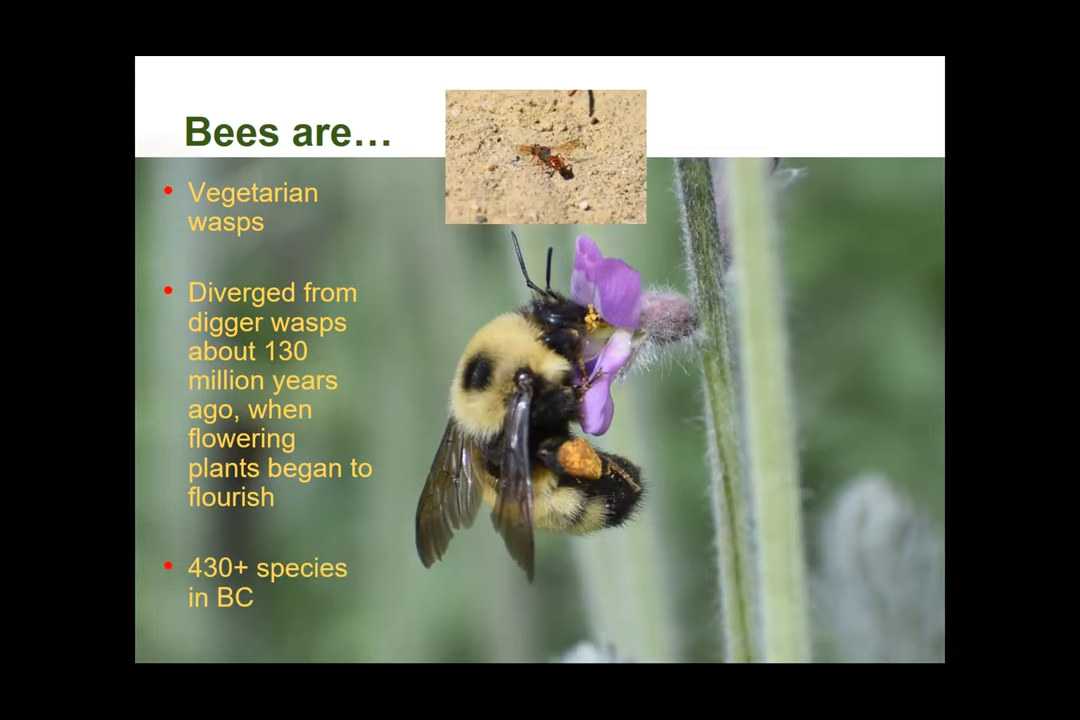 Bees are…
• Vegetarian
wasps
• Diverged from
digger wasps
about 130
million years
ago, when
flowering
plants began to
flourish
• 430+ species
in BC